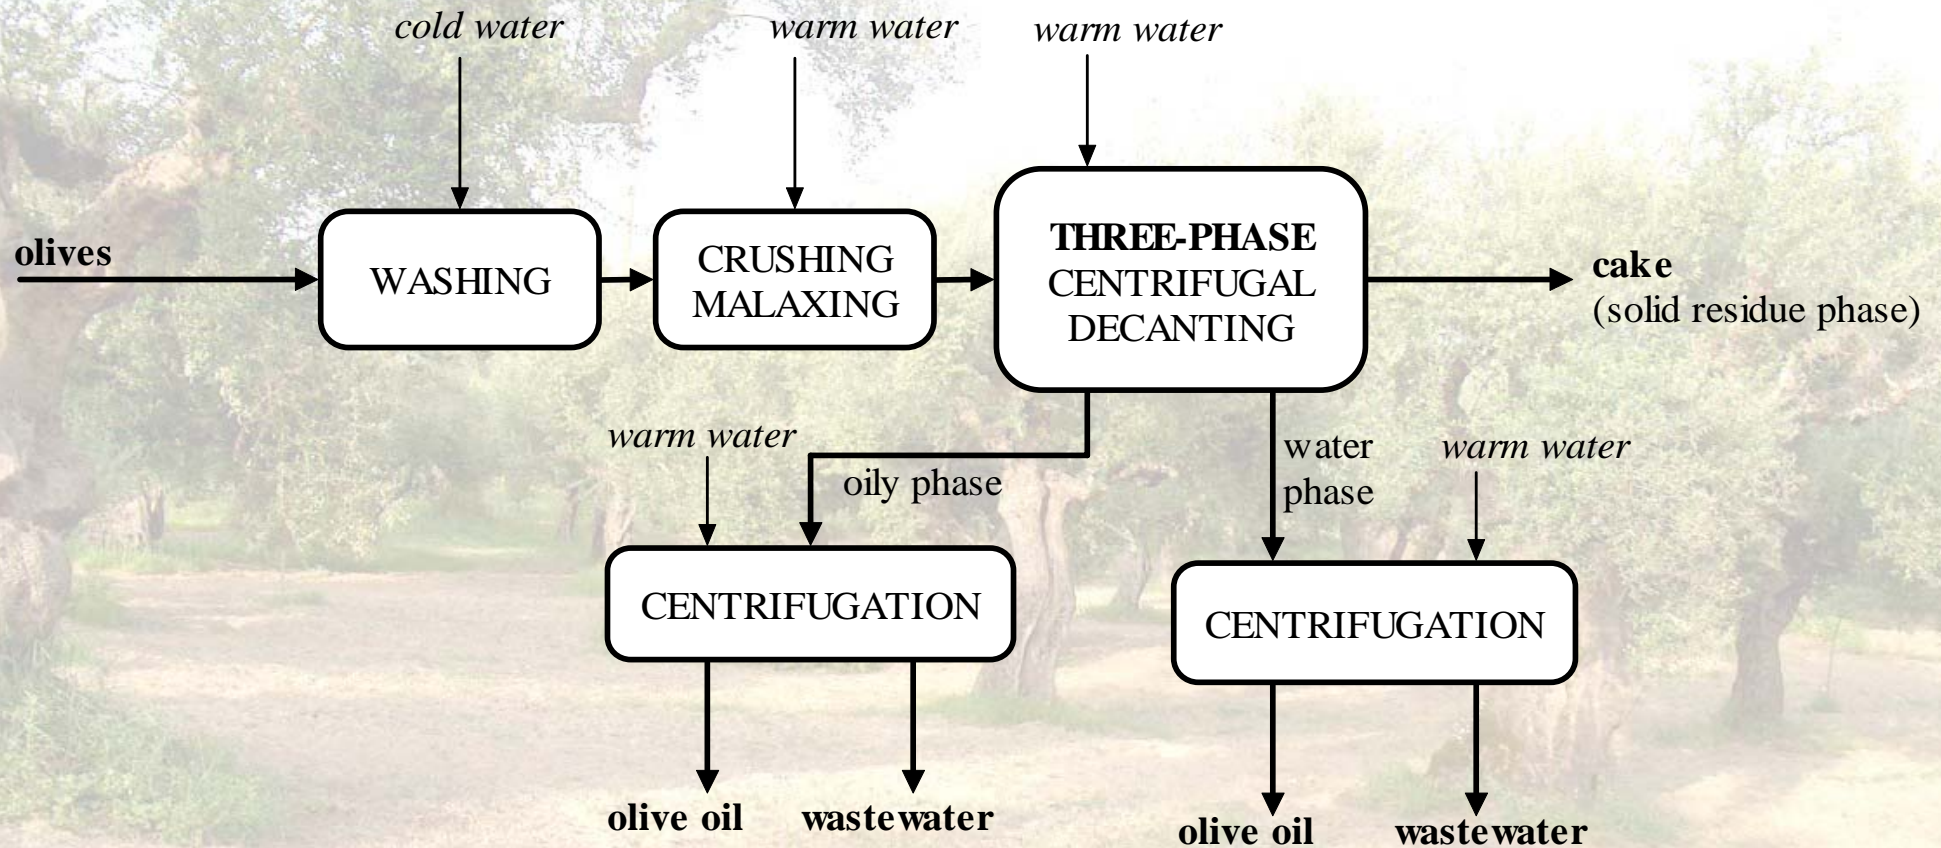 cold water
warm water
warm water
olives
WASHING
CRUSHING
MALAXING
THREE-PHASE
CENTRIFUGAL
DECANTING
cake
(solid residue phase)
warm water
oily phase
water
phase
warm water
CENTRIFUGATION
CENTRIFUGATION
olive oil
wastewater
olive oil
wastewater